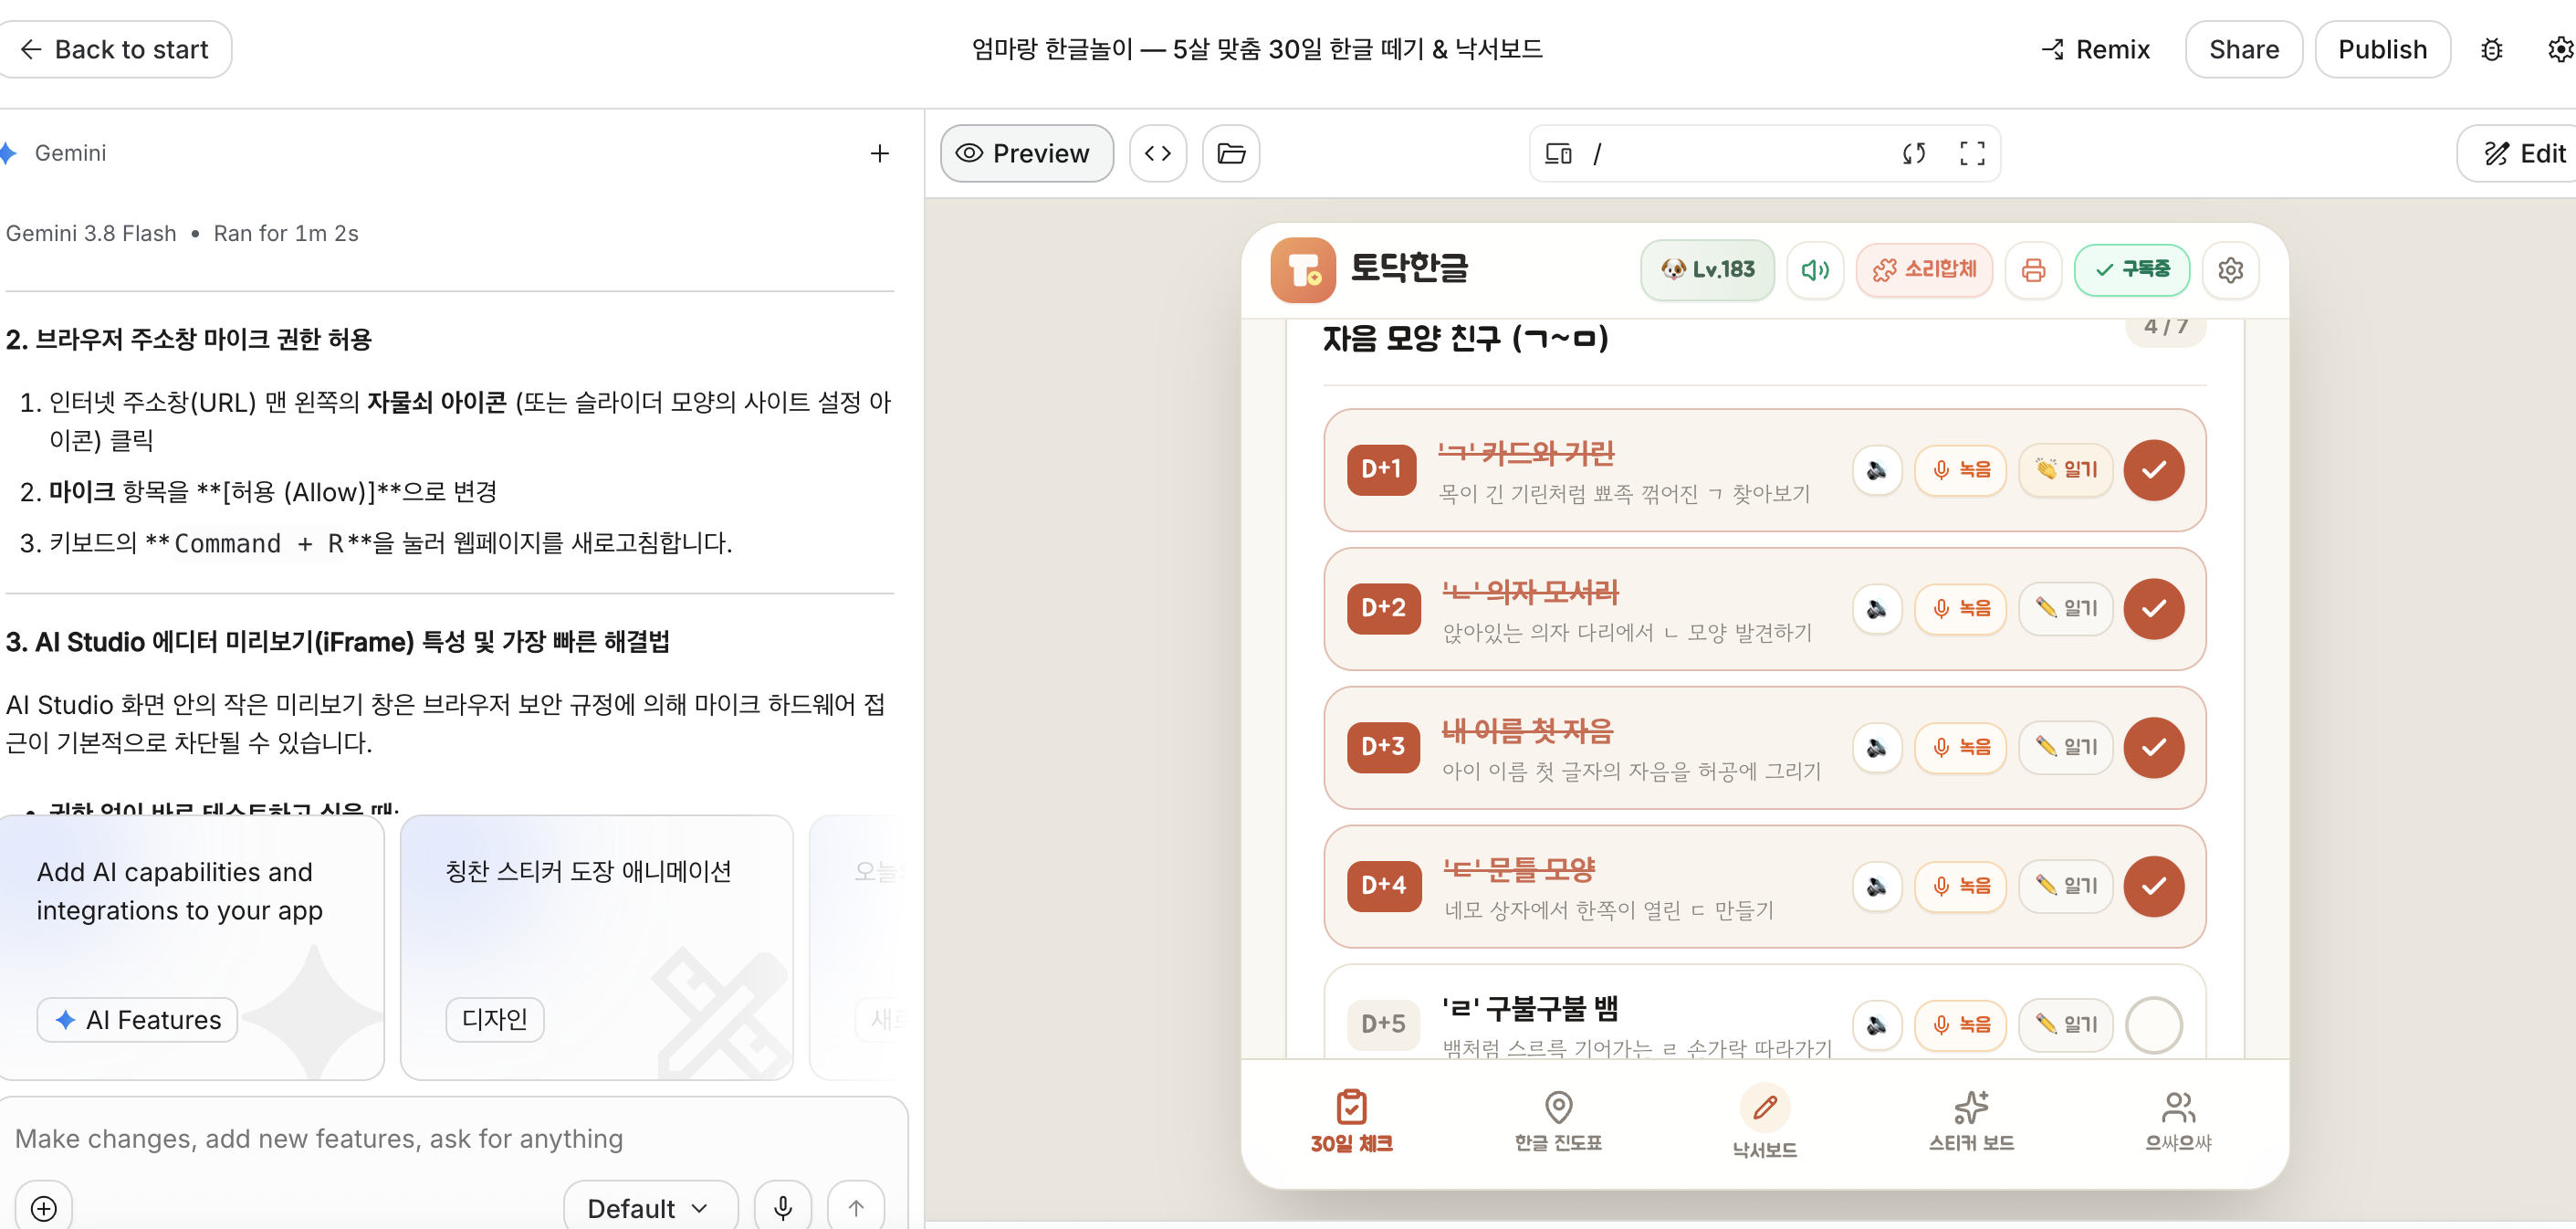 Back to start
엄마랑 한글놀이 — 5살 맞춤 30일 한글 떼기 & 낙서보드
Remix
Share
Publish
Gemini
Preview
/
Edit
Gemini 3.8 Flash • Ran for 1m 2s
2. 브라우저 주소창 마이크 권한 허용
1. 인터넷 주소창(URL) 맨 왼쪽의 자물쇠 아이콘 (또는 슬라이더 모양의 사이트 설정 아
이콘) 클릭
2. 마이크 항목을 **[허용 (Allow)]**으로 변경
3. 키보드의 **Command + R**을 눌러 웹페이지를 새로고침합니다.
3. AI Studio 에디터 미리보기(iFrame) 특성 및 가장 빠른 해결법
AI Studio 화면 안의 작은 미리보기 창은 브라우저 보안 규정에 의해 마이크 하드웨어 접
근이 기본적으로 차단될 수 있습니다.
• 권한 없이 바로 테스트하고 싶을 때:
Add AI capabilities and
integrations to your app
AI Features
칭찬 스티커 도장 애니메이션
디자인
Make changes, add new features, ask for anything
Default
토닥한글
Lv.183
소리합체
구독중
자음 모양 친구 (ㄱ~ㅁ)
4 / 7
D+1
'ㄱ' 카드와 기린
목이 긴 기린처럼 뾰족 꺾어진 ㄱ 찾아보기
녹음
일기
D+2
'ㄴ' 의자 모서리
앉아있는 의자 다리에서 ㄴ 모양 발견하기
녹음
일기
D+3
내 이름 첫 자음
아이 이름 첫 글자의 자음을 허공에 그리기
녹음
일기
D+4
'ㄷ' 문틀 모양
네모 상자에서 한쪽이 열린 ㄷ 만들기
녹음
일기
D+5
'ㄹ' 구불구불 뱀
뱀처럼 스르륵 기어가는 ㄹ 손가락 따라가기
녹음
일기
30일 체크
한글 진도표
낙서보드
스티커 보드
으쌰으쌰